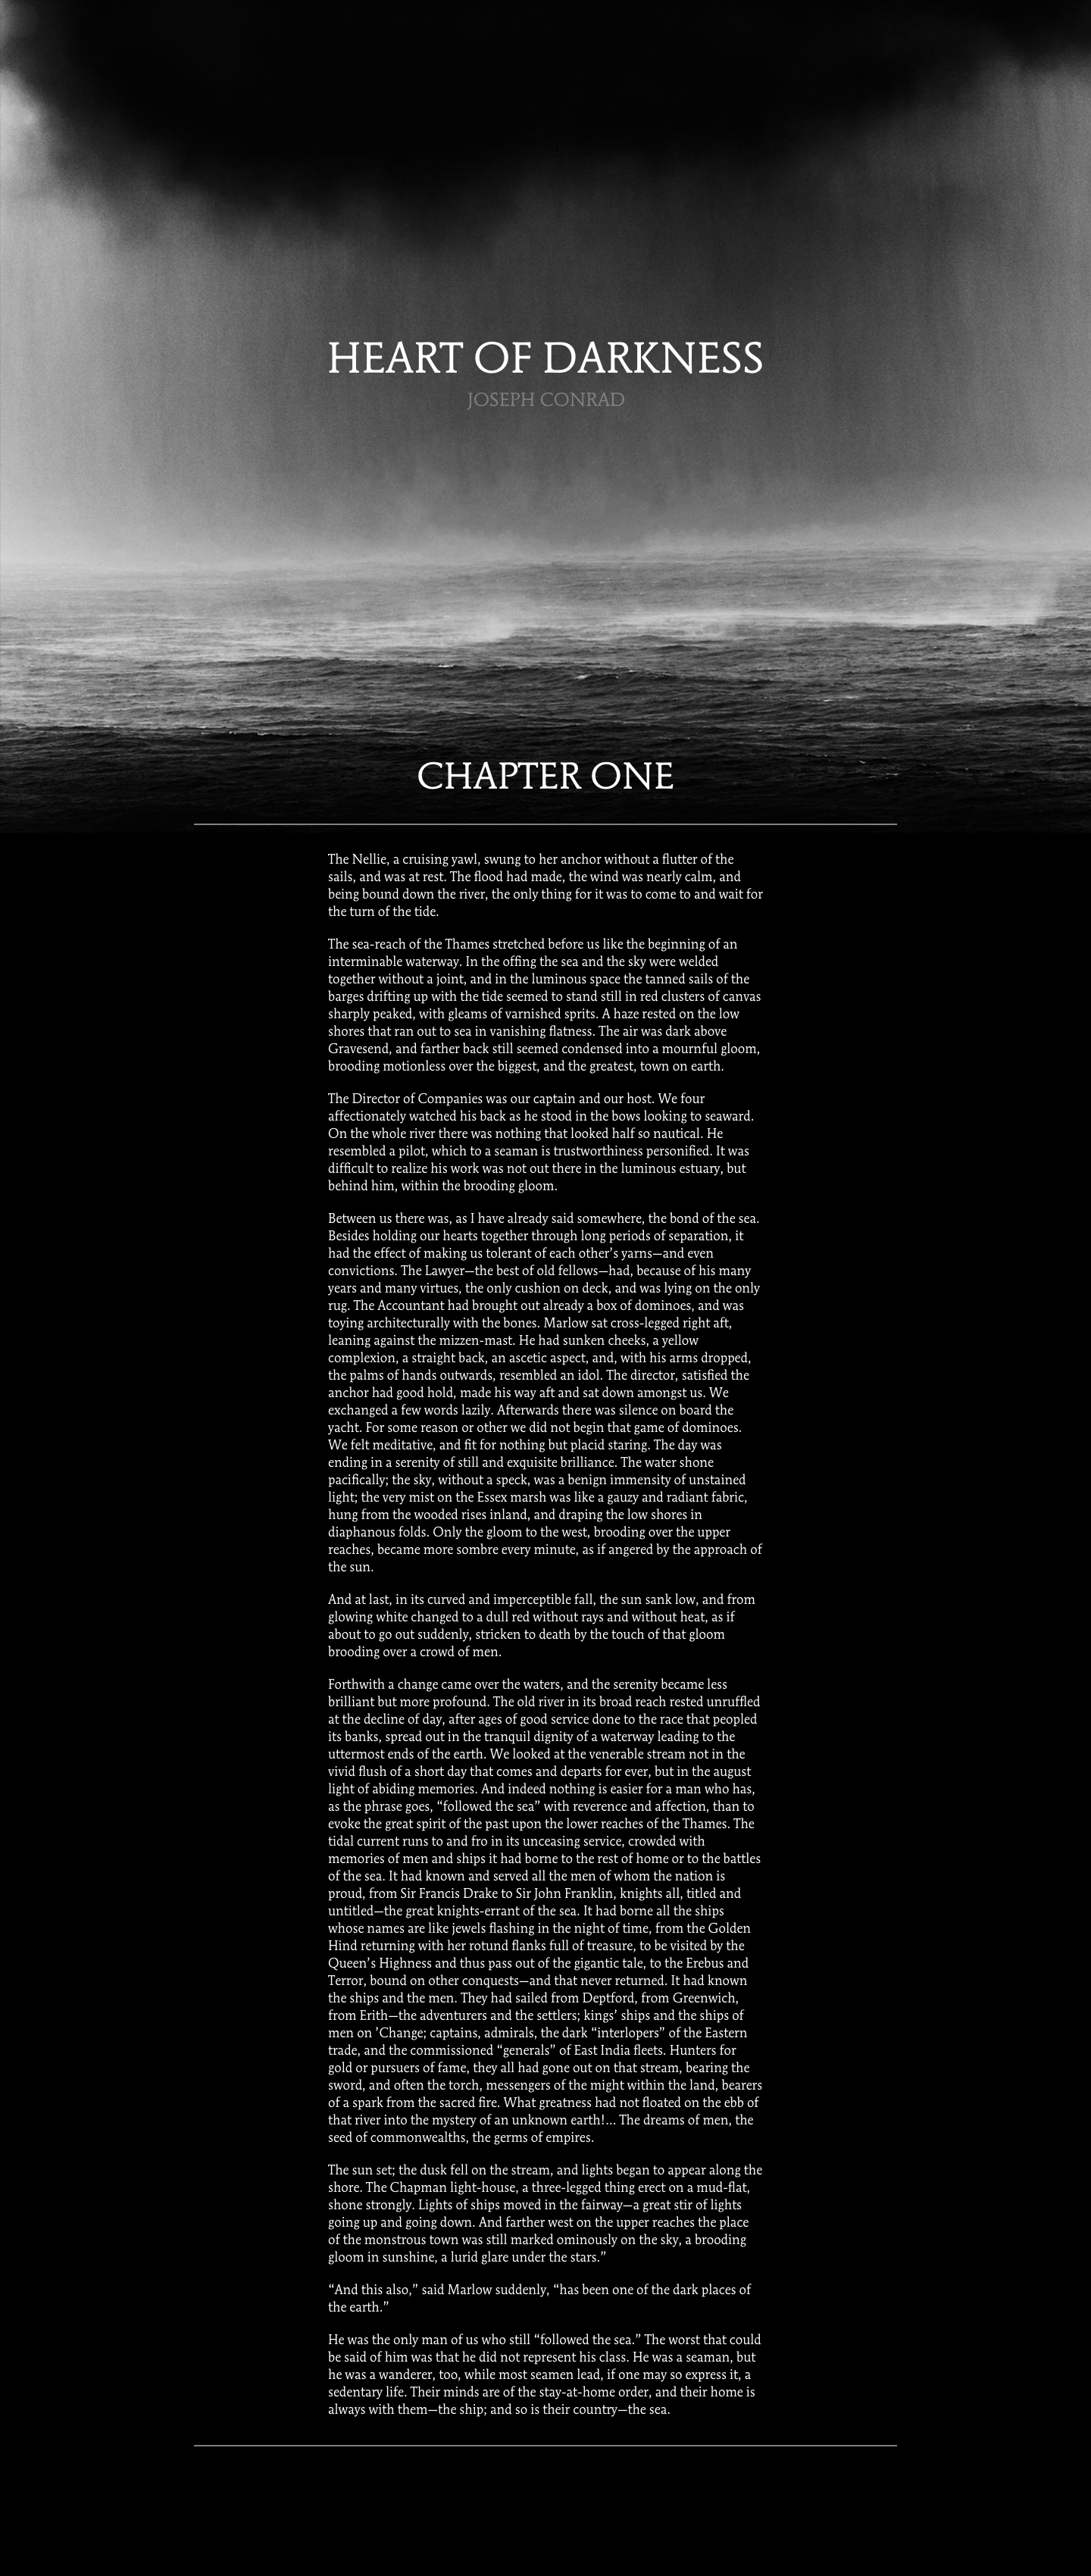 HEART OF DARKNESS
JOSEPH CONRAD
CHAPTER ONE
The Nellie, a cruising yawl, swung to her anchor without a flutter of the
sails, and was at rest. The flood had made, the wind was nearly calm, and
being bound down the river, the only thing for it was to come to and wait for
the turn of the tide.
The sea-reach of the Thames stretched before us like the beginning of an
interminable waterway. In the offing the sea and the sky were welded
together without a joint, and in the luminous space the tanned sails of the
barges drifting up with the tide seemed to stand still in red clusters of canvas
sharply peaked, with gleams of varnished sprits. A haze rested on the low
shores that ran out to sea in vanishing flatness. The air was dark above
Gravesend, and farther back still seemed condensed into a mournful gloom,
brooding motionless over the biggest, and the greatest, town on earth.
The Director of Companies was our captain and our host. We four
affectionately watched his back as he stood in the bows looking to seaward.
On the whole river there was nothing that looked half so nautical. He
resembled a pilot, which to a seaman is trustworthiness personified. It was
difficult to realize his work was not out there in the luminous estuary, but
behind him, within the brooding gloom.
Between us there was, as I have already said somewhere, the bond of the sea.
Besides holding our hearts together through long periods of separation, it
had the effect of making us tolerant of each other’s yarns—and even
convictions. The Lawyer—the best of old fellows—had, because of his many
years and many virtues, the only cushion on deck, and was lying on the only
rug. The Accountant had brought out already a box of dominoes, and was
toying architecturally with the bones. Marlow sat cross-legged right aft,
leaning against the mizzen-mast. He had sunken cheeks, a yellow
complexion, a straight back, an ascetic aspect, and, with his arms dropped,
the palms of hands outwards, resembled an idol. The director, satisfied the
anchor had good hold, made his way aft and sat down amongst us. We
exchanged a few words lazily. Afterwards there was silence on board the
yacht. For some reason or other we did not begin that game of dominoes.
We felt meditative, and fit for nothing but placid staring. The day was
ending in a serenity of still and exquisite brilliance. The water shone
pacifically; the sky, without a speck, was a benign immensity of unstained
light; the very mist on the Essex marsh was like a gauzy and radiant fabric,
hung from the wooded rises inland, and draping the low shores in
diaphanous folds. Only the gloom to the west, brooding over the upper
reaches, became more sombre every minute, as if angered by the approach of
the sun.
And at last, in its curved and imperceptible fall, the sun sank low, and from
glowing white changed to a dull red without rays and without heat, as if
about to go out suddenly, stricken to death by the touch of that gloom
brooding over a crowd of men.
Forthwith a change came over the waters, and the serenity became less
brilliant but more profound. The old river in its broad reach rested unruffled
at the decline of day, after ages of good service done to the race that peopled
its banks, spread out in the tranquil dignity of a waterway leading to the
uttermost ends of the earth. We looked at the venerable stream not in the
vivid flush of a short day that comes and departs for ever, but in the august
light of abiding memories. And indeed nothing is easier for a man who has,
as the phrase goes, “followed the sea” with reverence and affection, than to
evoke the great spirit of the past upon the lower reaches of the Thames. The
tidal current runs to and fro in its unceasing service, crowded with
memories of men and ships it had borne to the rest of home or to the battles
of the sea. It had known and served all the men of whom the nation is
proud, from Sir Francis Drake to Sir John Franklin, knights all, titled and
untitled—the great knights-errant of the sea. It had borne all the ships
whose names are like jewels flashing in the night of time, from the Golden
Hind returning with her rotund flanks full of treasure, to be visited by the
Queen’s Highness and thus pass out of the gigantic tale, to the Erebus and
Terror, bound on other conquests—and that never returned. It had known
the ships and the men. They had sailed from Deptford, from Greenwich,
from Erith—the adventurers and the settlers; kings’ ships and the ships of
men on ’Change; captains, admirals, the dark “interlopers” of the Eastern
trade, and the commissioned “generals” of East India fleets. Hunters for
gold or pursuers of fame, they all had gone out on that stream, bearing the
sword, and often the torch, messengers of the might within the land, bearers
of a spark from the sacred fire. What greatness had not floated on the ebb of
that river into the mystery of an unknown earth!… The dreams of men, the
seed of commonwealths, the germs of empires.
The sun set; the dusk fell on the stream, and lights began to appear along the
shore. The Chapman light-house, a three-legged thing erect on a mud-flat,
shone strongly. Lights of ships moved in the fairway—a great stir of lights
going up and going down. And farther west on the upper reaches the place
of the monstrous town was still marked ominously on the sky, a brooding
gloom in sunshine, a lurid glare under the stars.”
“And this also,” said Marlow suddenly, “has been one of the dark places of
the earth.”
He was the only man of us who still “followed the sea.” The worst that could
be said of him was that he did not represent his class. He was a seaman, but
he was a wanderer, too, while most seamen lead, if one may so express it, a
sedentary life. Their minds are of the stay-at-home order, and their home is
always with them—the ship; and so is their country—the sea.